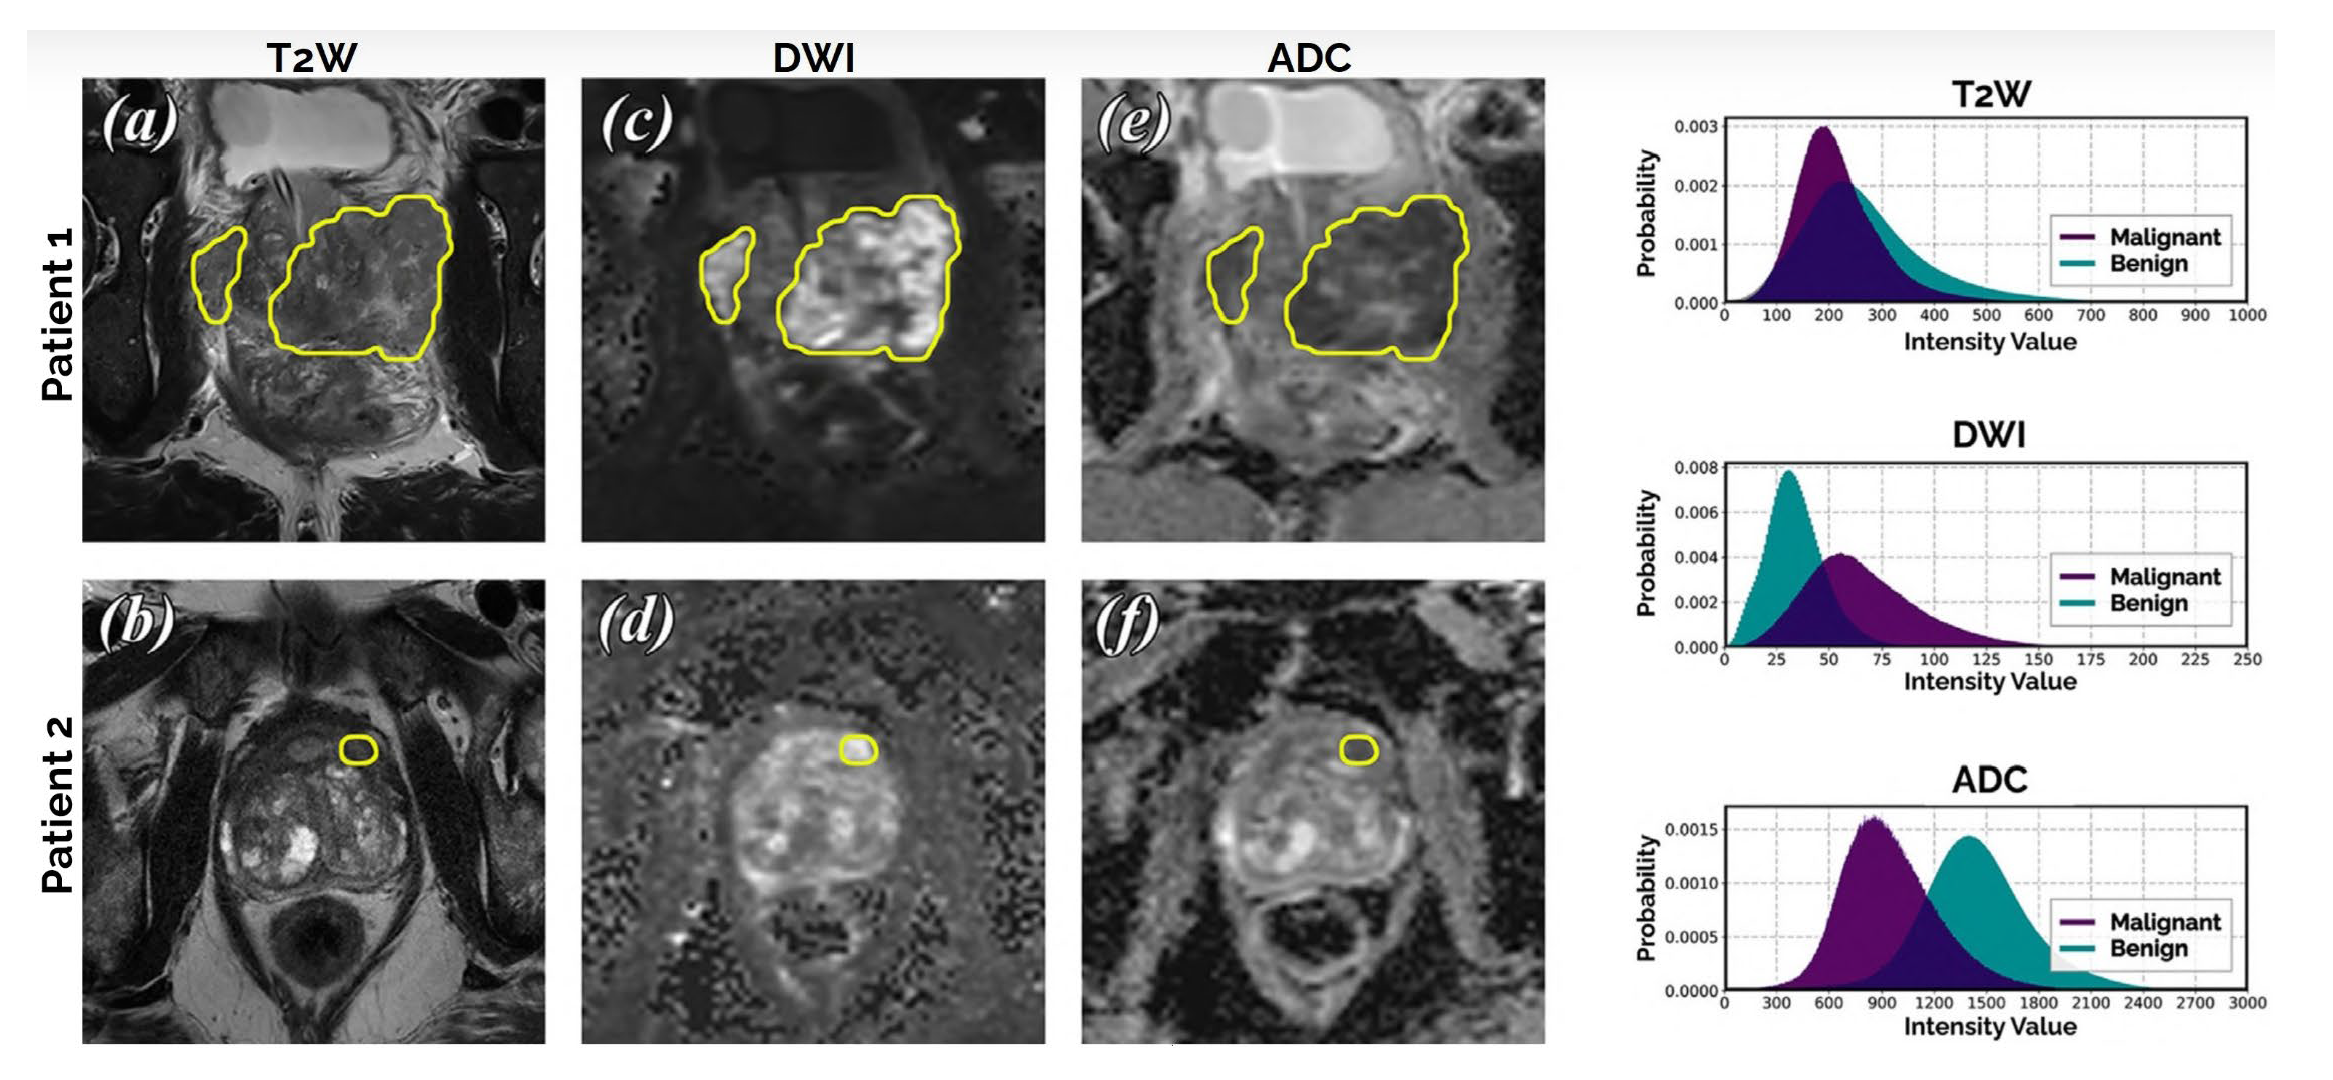 T2W
DWI
ADC
Patient 1
(a)
(c)
(e)
Patient 2
(b)
(d)
(f)
T2W
Probability
0.003
0.002
0.001
0.000
Malignant
Benign
0 100 200 300 400 500 600 700 800 900 1000
Intensity Value
DWI
Probability
0.008
0.006
0.004
0.002
0.000
Malignant
Benign
0 25 50 75 100 125 150 175 200 225 250
Intensity Value
ADC
Probability
0.0015
0.0010
0.0005
0.0000
Malignant
Benign
0 300 600 900 1200 1500 1800 2100 2400 2700 3000
Intensity Value